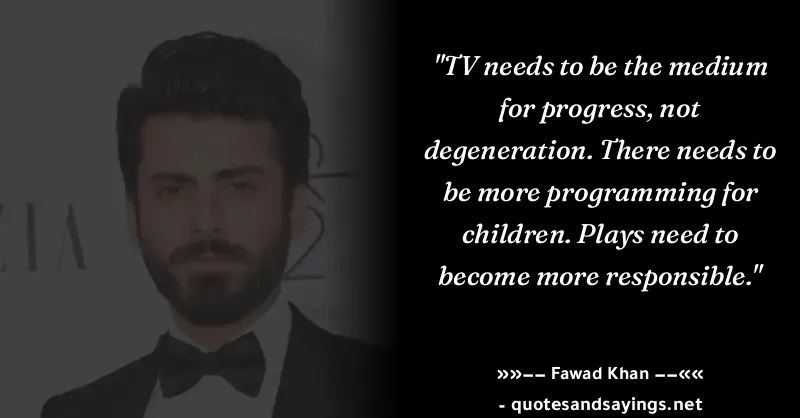 "TV needs to be the medium
for progress, not
degeneration. There needs to
be more programming for
children. Plays need to
become more responsible."
»»−− Fawad Khan −−««
- quotesandsayings.net
ZIA